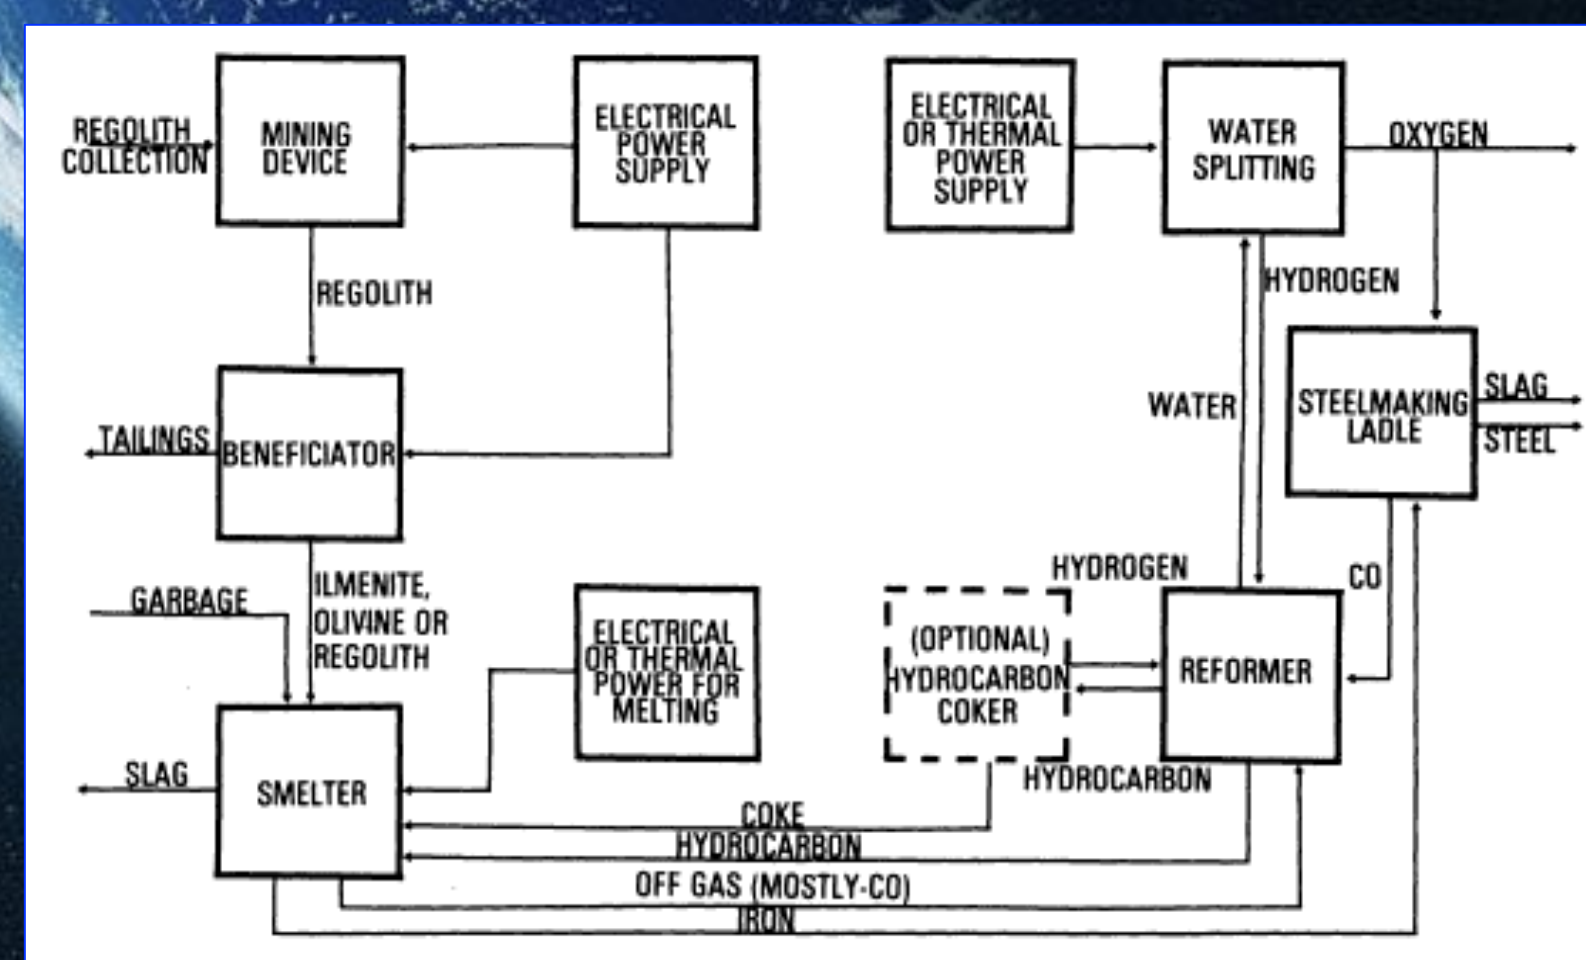 REGOLITH
COLLECTION
MINING
DEVICE
ELECTRICAL
POWER
SUPPLY
ELECTRICAL
OR THERMAL
POWER
SUPPLY
WATER
SPLITTING
OXYGEN
REGOLITH
HYDROGEN
TAILINGS
BENEFICIATOR
WATER
STEELMAKING
LADLE
SLAG
STEEL
GARBAGE
ILMENITE,
OLIVINE OR
REGOLITH
ELECTRICAL
OR THERMAL
POWER FOR
MELTING
HYDROGEN
(OPTIONAL)
HYDROCARBON
COKER
REFORMER
CO
SLAG
SMELTER
HYDROCARBON
COKE
HYDROCARBON
OFF GAS (MOSTLY-CO)
IRON